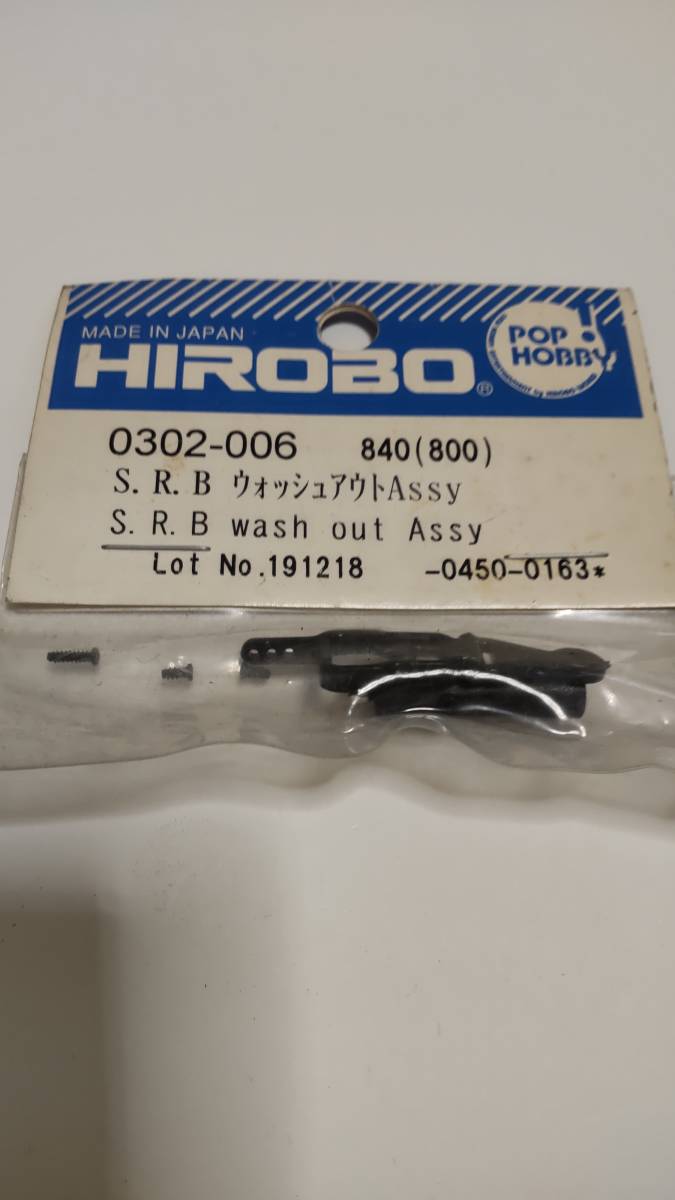 MADE IN JAPAN
HIROBO®
POP HOBBY!
0302-006 840(800)
S.R.B ウォッシュアウトAssy
S.R.B wash out Assy
Lot No.191218 -0450-0163*